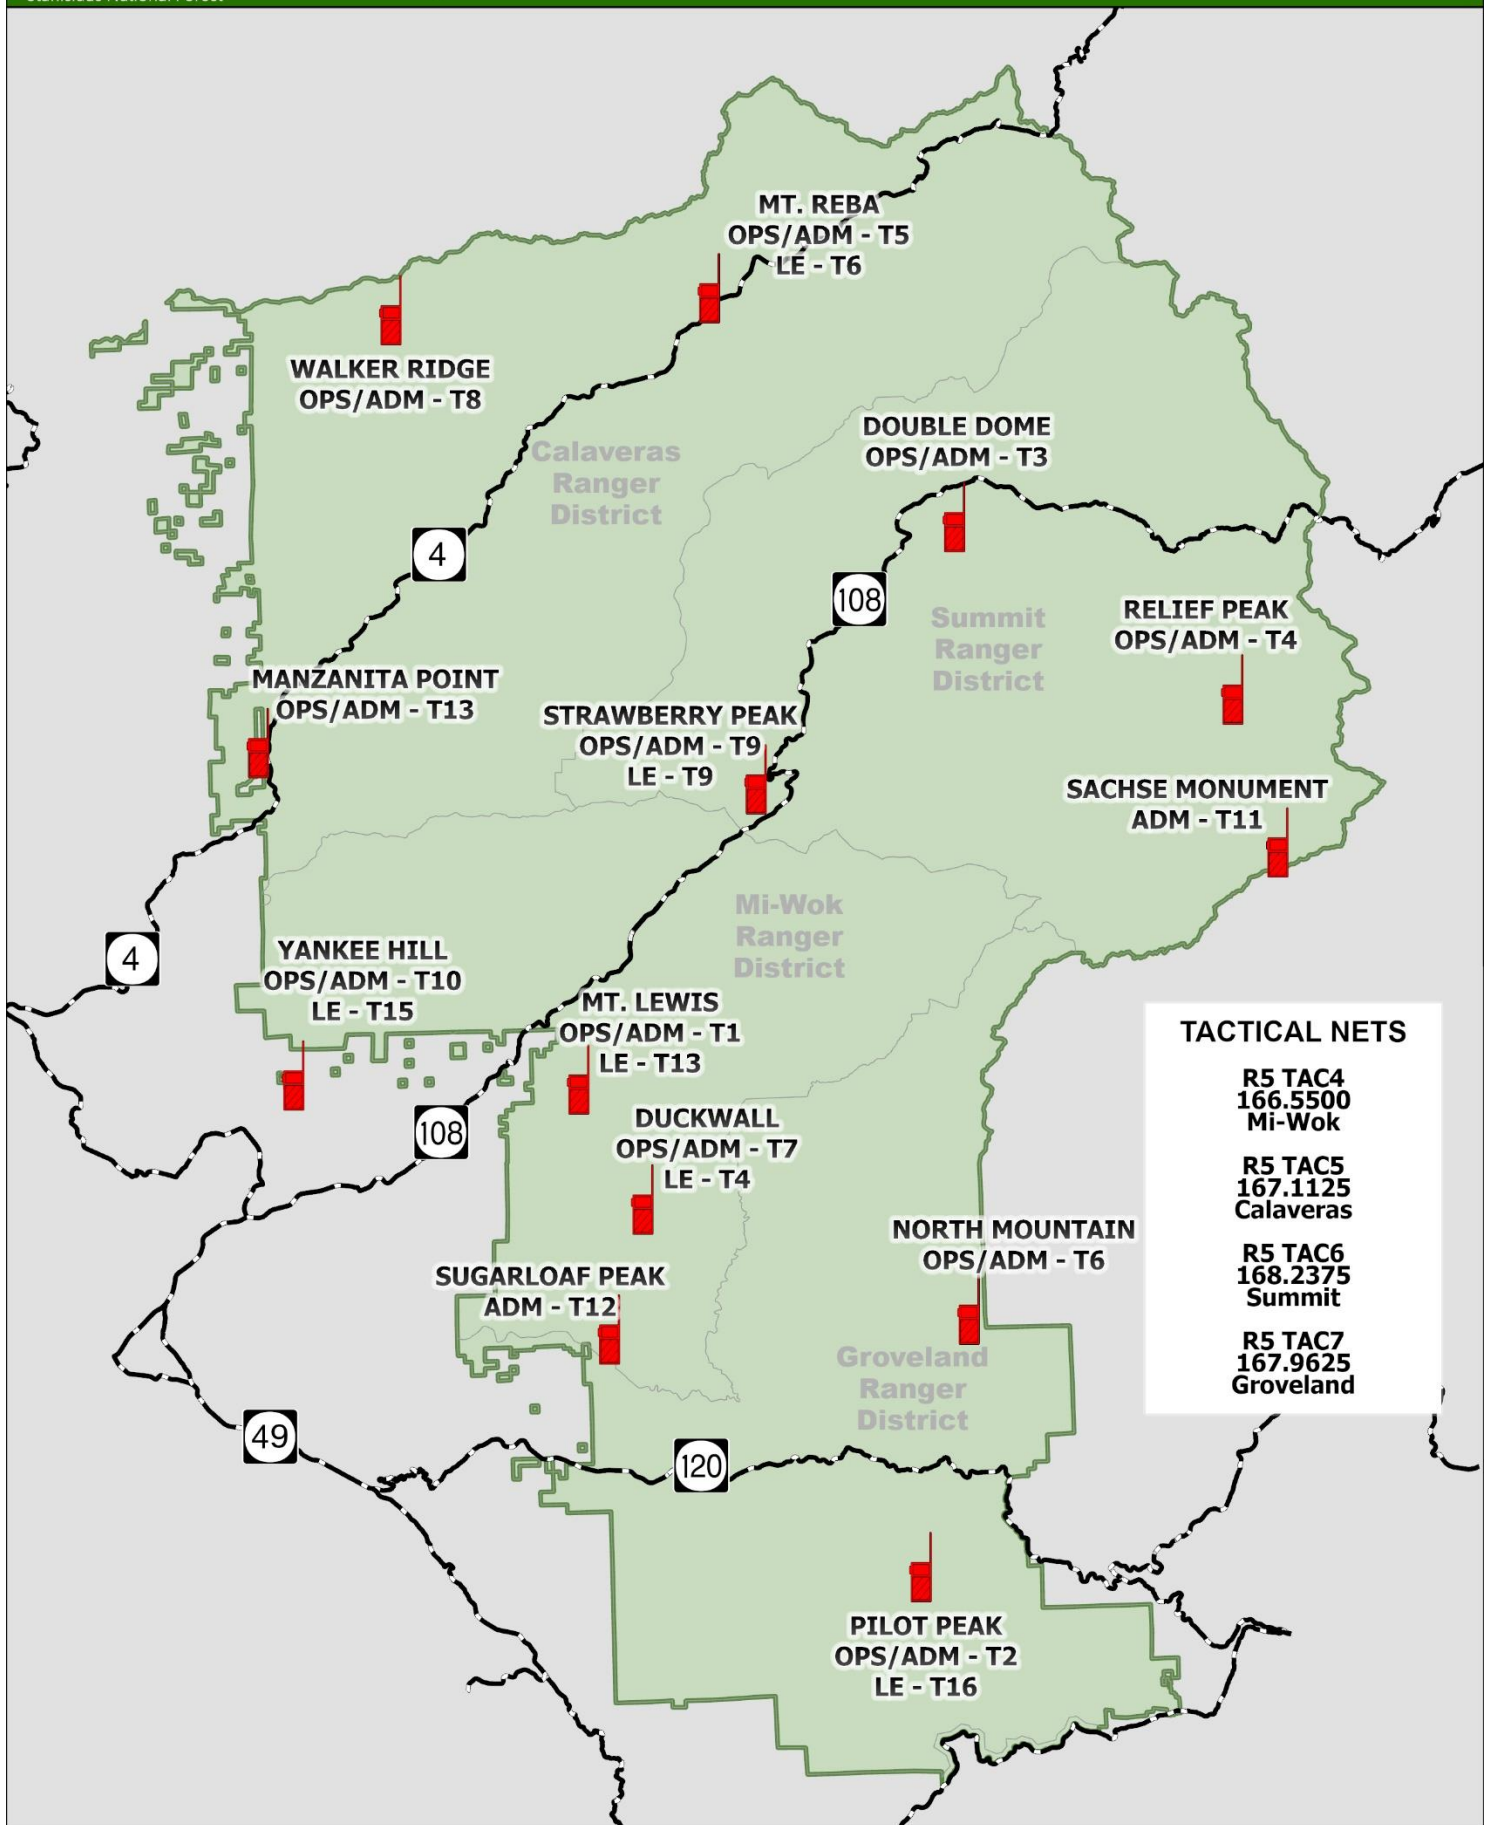 Stanislaus National Forest
MT. REBA
OPS/ADM - T5
LE - T6
WALKER RIDGE
OPS/ADM - T8
DOUBLE DOME
OPS/ADM - T3
Calaveras
Ranger
District
4
108
RELIEF PEAK
OPS/ADM - T4
Summit
Ranger
District
MANZANITA POINT
OPS/ADM - T13
STRAWBERRY PEAK
OPS/ADM - T9
LE - T9
SACHSE MONUMENT
ADM - T11
Mi-Wok
Ranger
District
4
YANKEE HILL
OPS/ADM - T10
LE - T15
MT. LEWIS
OPS/ADM - T1
LE - T13
108
DUCKWALL
OPS/ADM - T7
LE - T4
NORTH MOUNTAIN
OPS/ADM - T6
SUGARLOAF PEAK
ADM - T12
Groveland
Ranger
District
49
120
PILOT PEAK
OPS/ADM - T2
LE - T16
TACTICAL NETS
R5 TAC4
166.5500
Mi-Wok
R5 TAC5
167.1125
Calaveras
R5 TAC6
168.2375
Summit
R5 TAC7
167.9625
Groveland